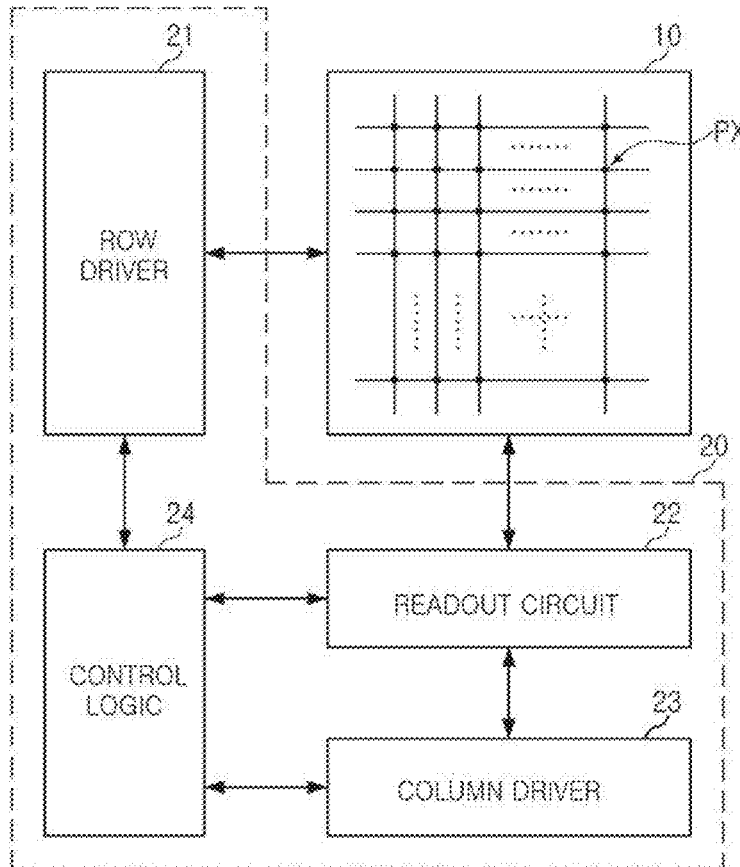 21
10
PX
ROW
DRIVER
20
24
22
READOUT CIRCUIT
CONTROL
LOGIC
23
COLUMN DRIVER